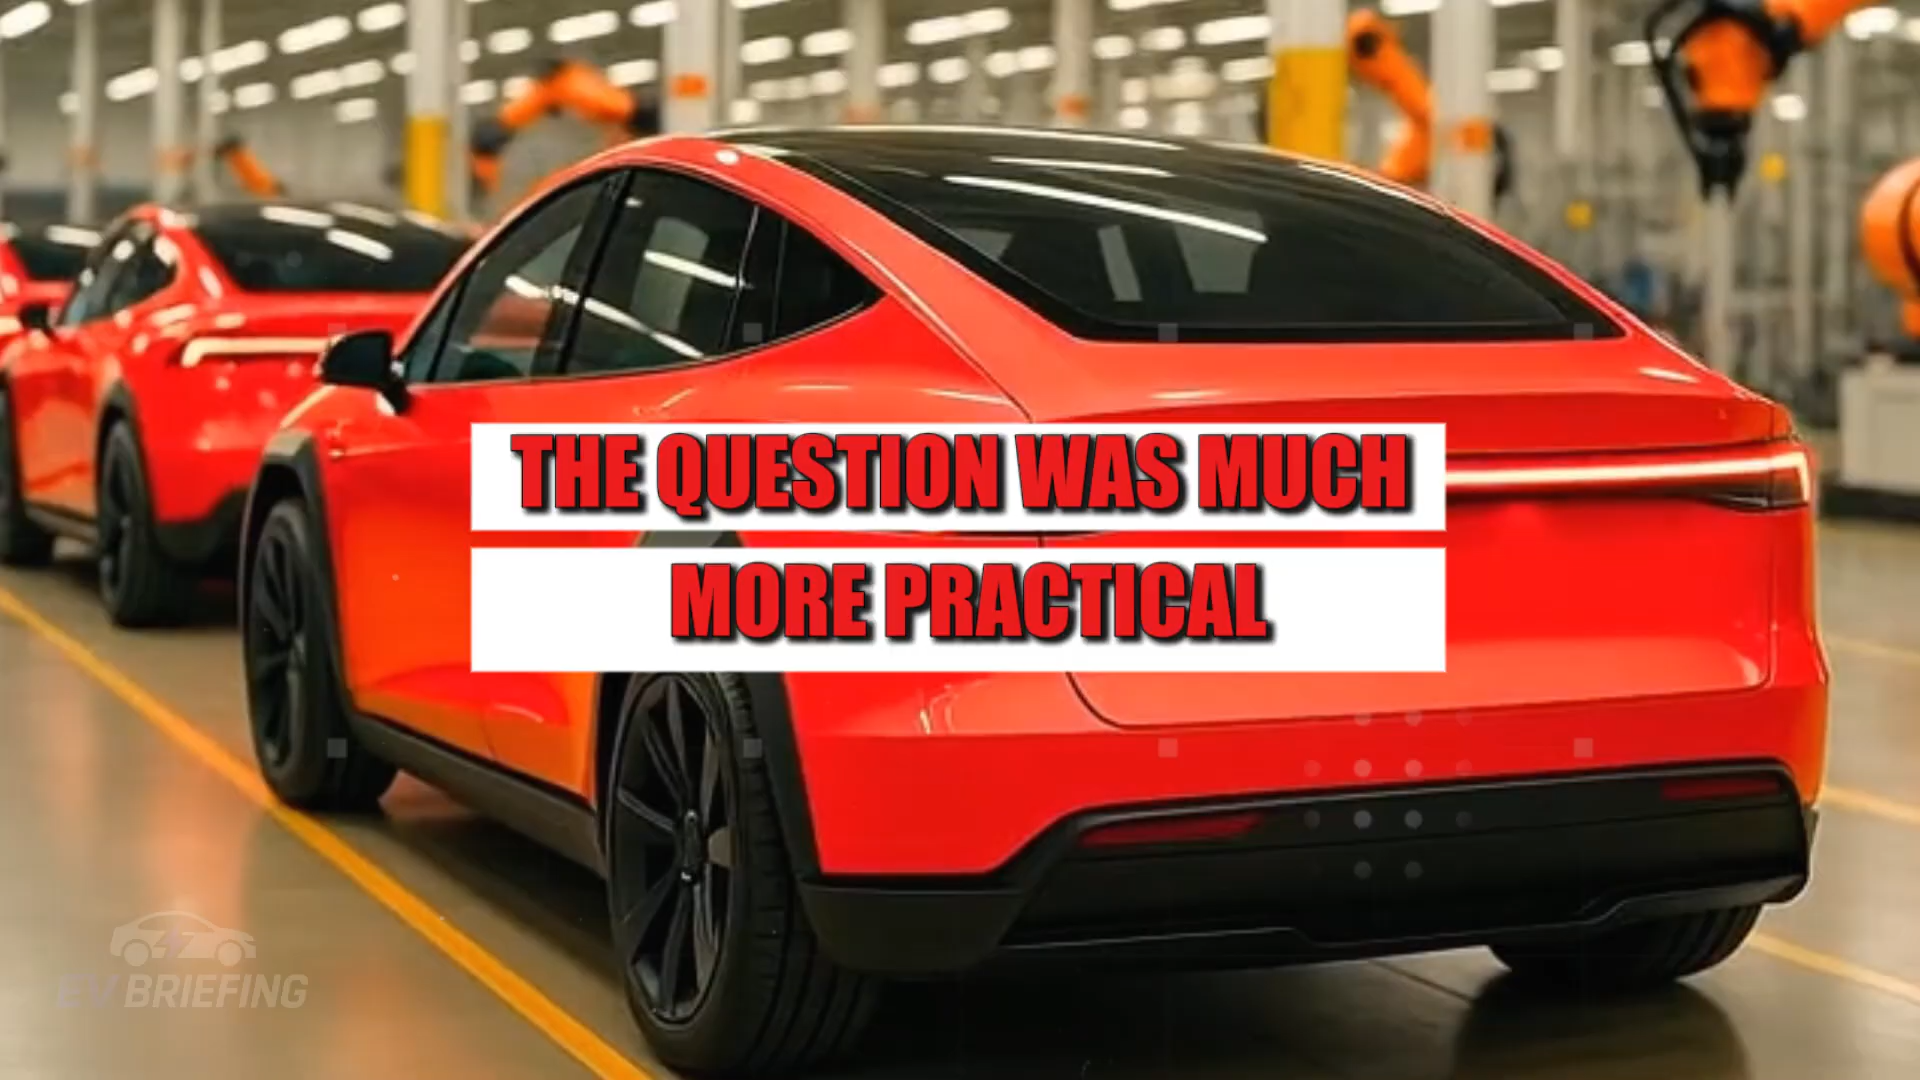 THE QUESTION WAS MUCH
MORE PRACTICAL
EV BRIEFING